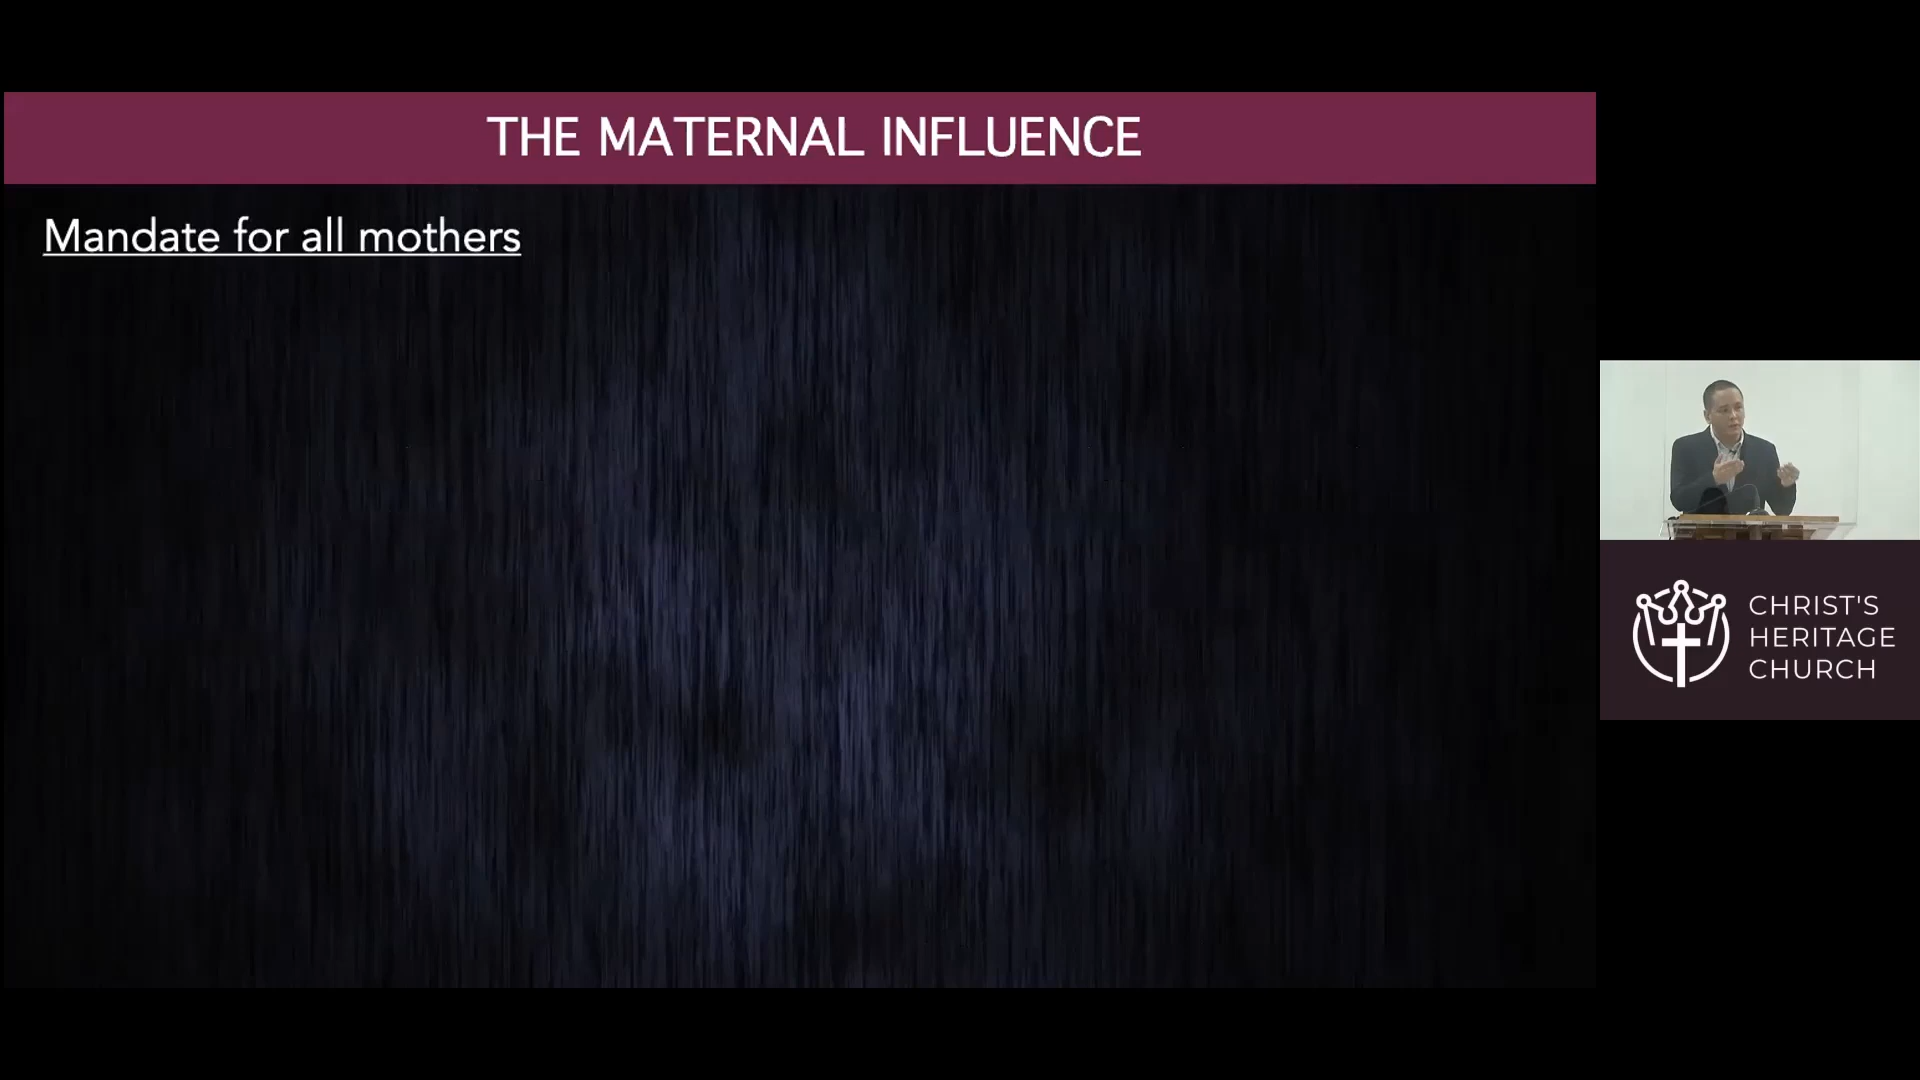 THE MATERNAL INFLUENCE
Mandate for all mothers
CHRIST'S
HERITAGE
CHURCH